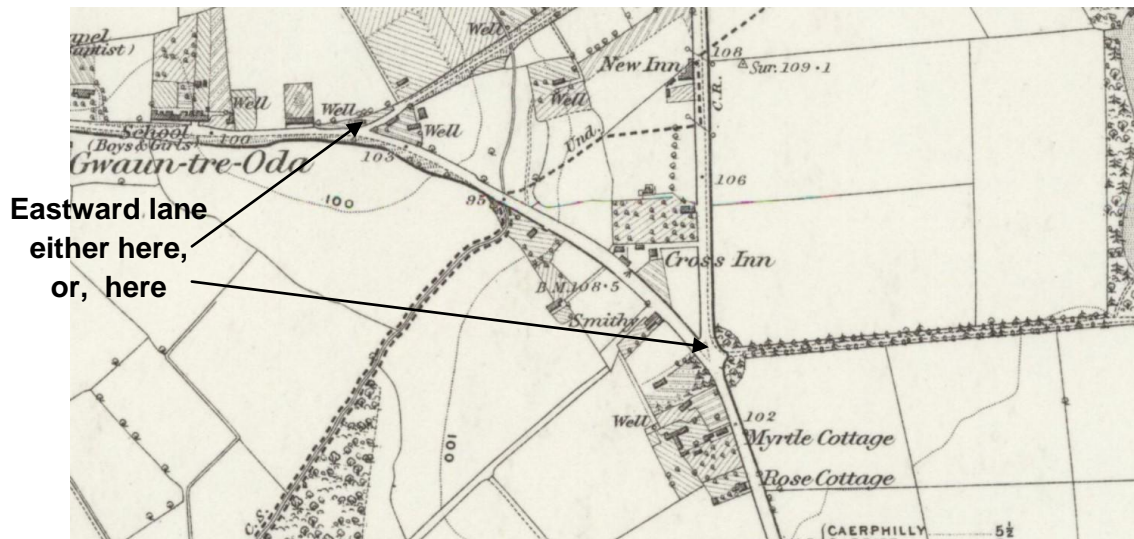 apel
aptist)
Well
New Inn
108
Sur. 109·1
Well
Well
Well
Well
C.R.
School
(Boys & Girls)
100
103
Und.
Gwaun-tre-Oda
100
95
106
Eastward lane
either here,
or, here
Cross Inn
B.M. 108·5
Smithy
100
Well
102
Myrtle Cottage
Rose Cottage
C.S.
CAERPHILLY 5½